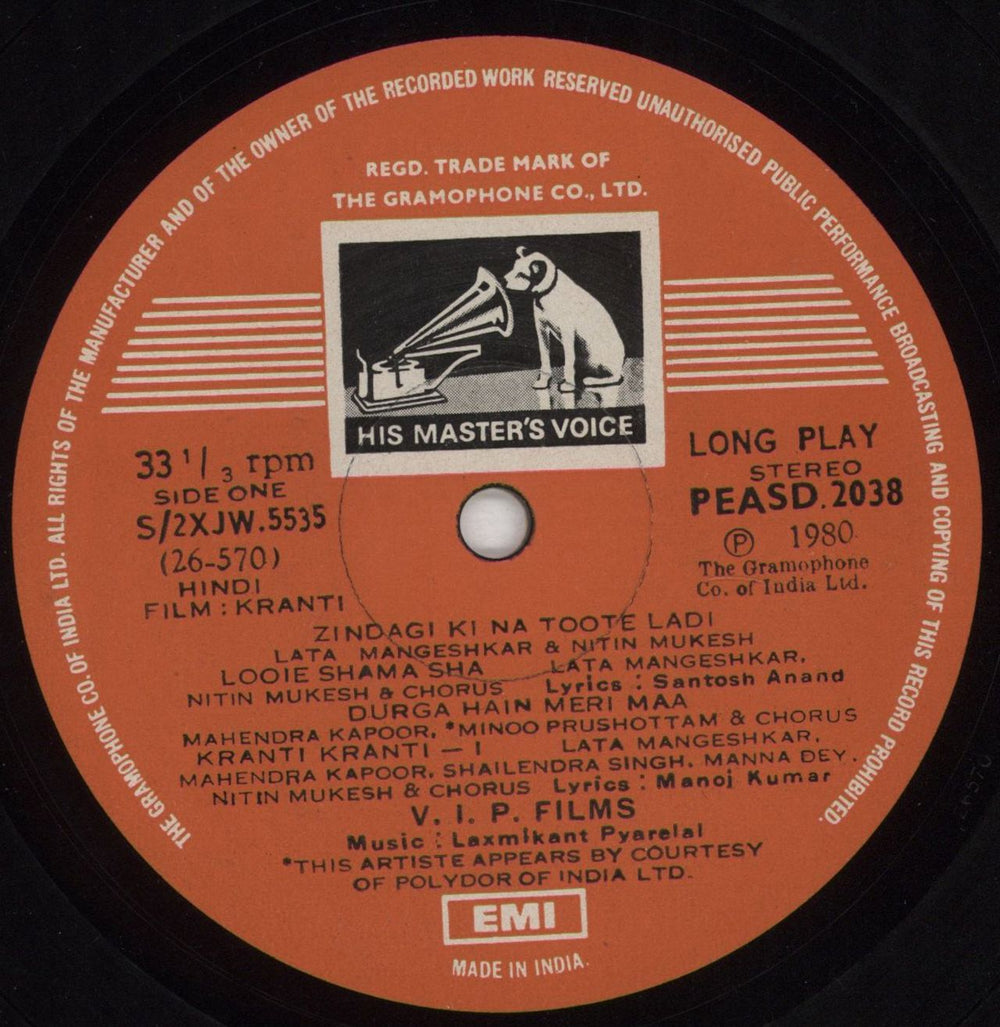 THE GRAMOPHONE CO. OF INDIA LTD. ALL RIGHTS OF THE MANUFACTURER AND OF THE OWNER OF THE RECORDED WORK RESERVED UNAUTHORISED PUBLIC PERFORMANCE BROADCASTING AND COPYING OF THIS RECORD PROHIBITED.
REGD. TRADE MARK OF
THE GRAMOPHONE CO., LTD.
HIS MASTER'S VOICE
33 1/3 rpm
SIDE ONE
S/2XJW.5535
(26-570)
HINDI
FILM : KRANTI
LONG PLAY
STEREO
PEASD.2038
℗ 1980
The Gramophone
Co. of India Ltd.
ZINDAGI KI NA TOOTE LADI
LATA MANGESHKAR & NITIN MUKESH
LOOIE SHAMA SHA LATA MANGESHKAR,
NITIN MUKESH & CHORUS Lyrics : Santosh Anand
DURGA HAIN MERI MAA
MAHENDRA KAPOOR, *MINOO PRUSHOTTAM & CHORUS
KRANTI KRANTI – I LATA MANGESHKAR,
MAHENDRA KAPOOR, SHAILENDRA SINGH, MANNA DEY,
NITIN MUKESH & CHORUS Lyrics : Manoj Kumar
V. I. P. FILMS
Music : Laxmikant Pyarelal
*THIS ARTISTE APPEARS BY COURTESY
OF POLYDOR OF INDIA LTD.
EMI
MADE IN INDIA.